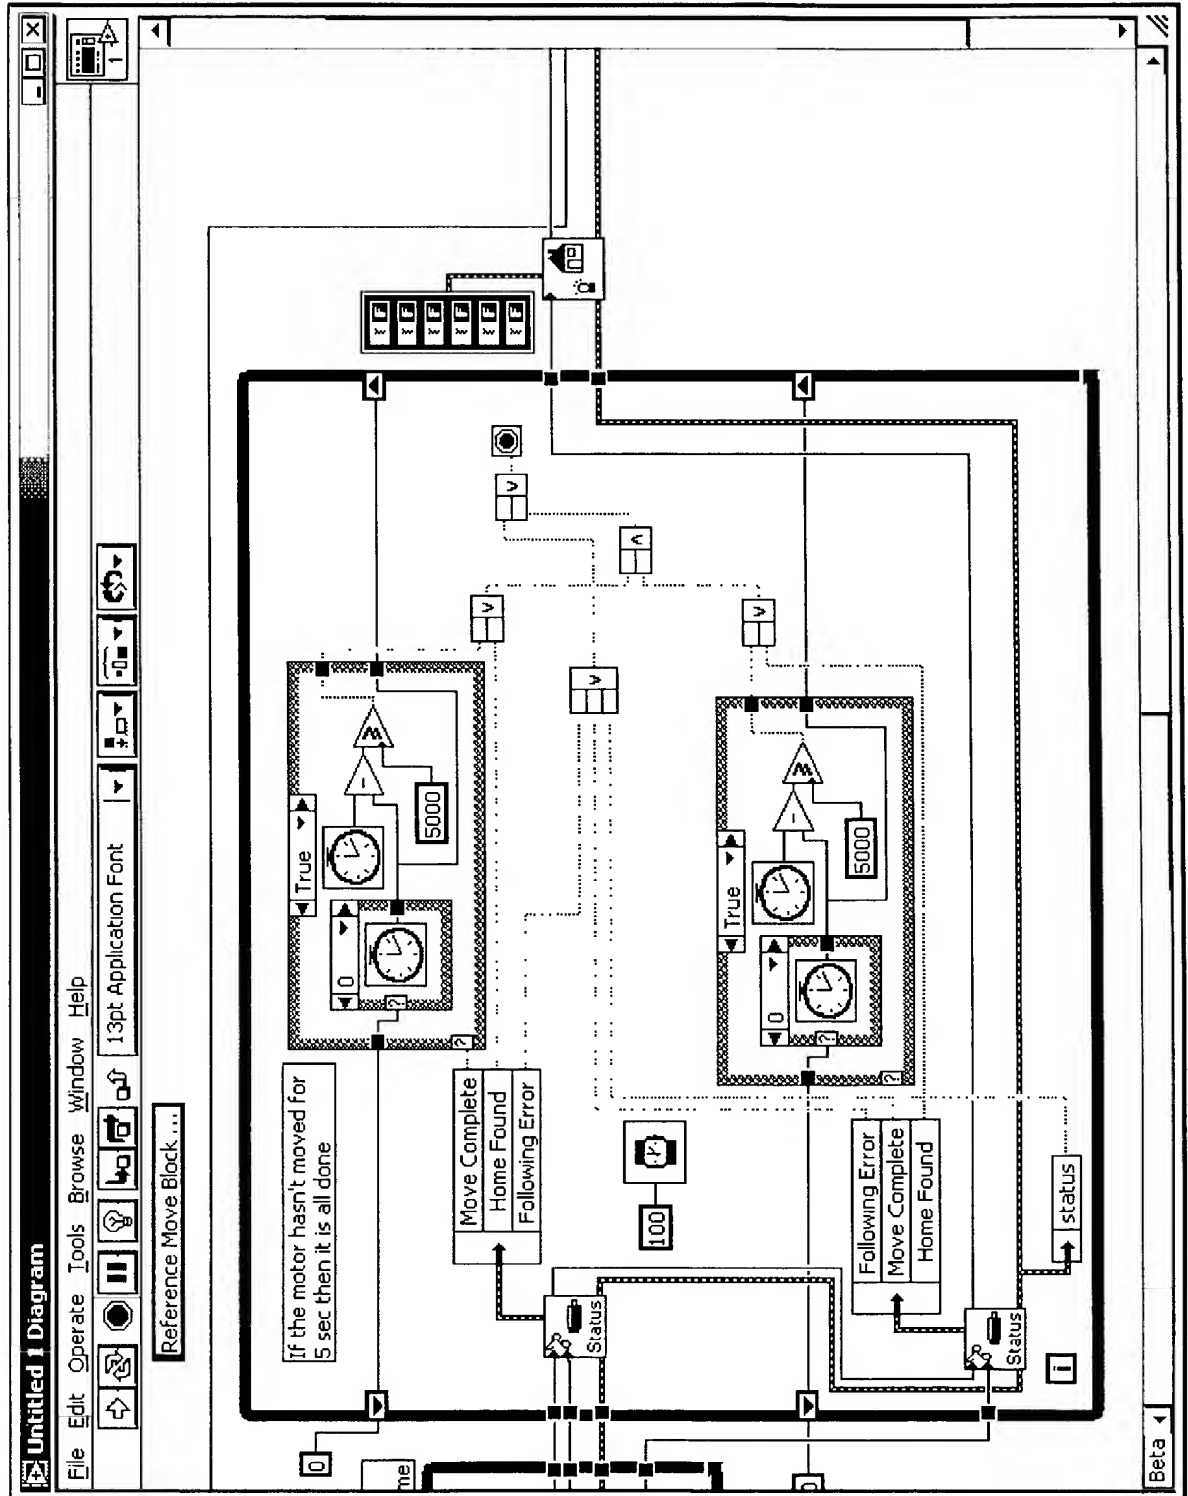 Untitled 1 Diagram
File Edit Operate Tools Browse Window Help
13pt Application Font
1
Reference Move Block...
If the motor hasn't moved for
5 sec then it is all done
True
0
5000
0
Move Complete
Home Found
Following Error
Status
100
True
0
5000
Following Error
Move Complete
Home Found
Status
status
i
me
Beta